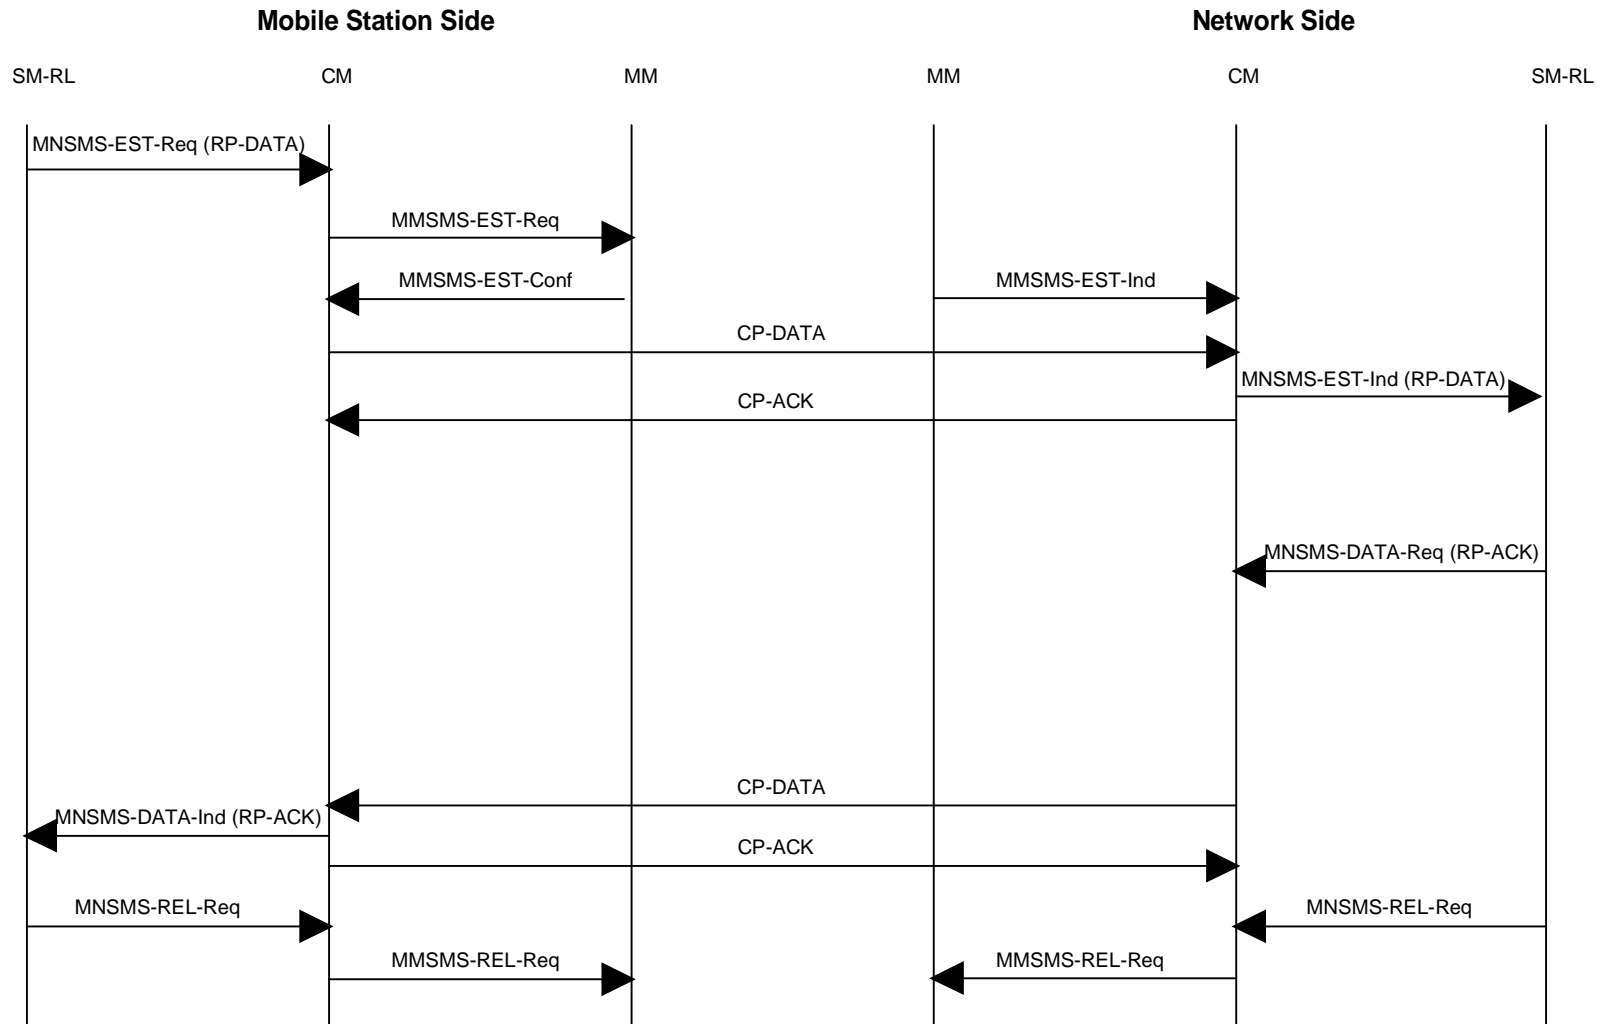 Mobile Station Side
Network Side
SM-RL
CM
MM
MM
CM
SM-RL
MNSMS-EST-Req (RP-DATA)
MMSMS-EST-Req
MMSMS-EST-Conf
MMSMS-EST-Ind
CP-DATA
MNSMS-EST-Ind (RP-DATA)
CP-ACK
MNSMS-DATA-Req (RP-ACK)
CP-DATA
MNSMS-DATA-Ind (RP-ACK)
CP-ACK
MNSMS-REL-Req
MNSMS-REL-Req
MMSMS-REL-Req
MMSMS-REL-Req